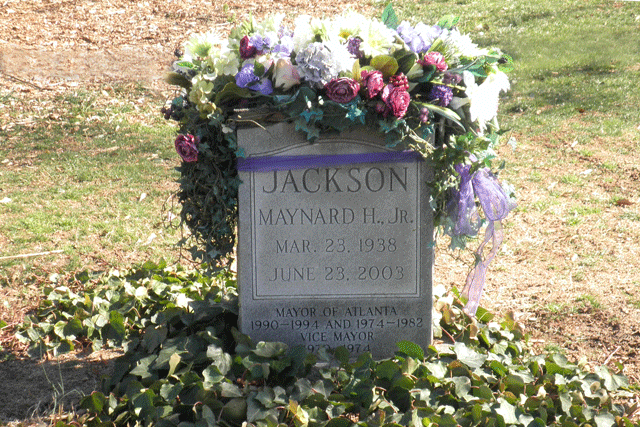 JACKSON
MAYNARD H., JR.
MAR. 23, 1938
JUNE 23, 2003
MAYOR OF ATLANTA
1990–1994 AND 1974–1982
VICE MAYOR
1974